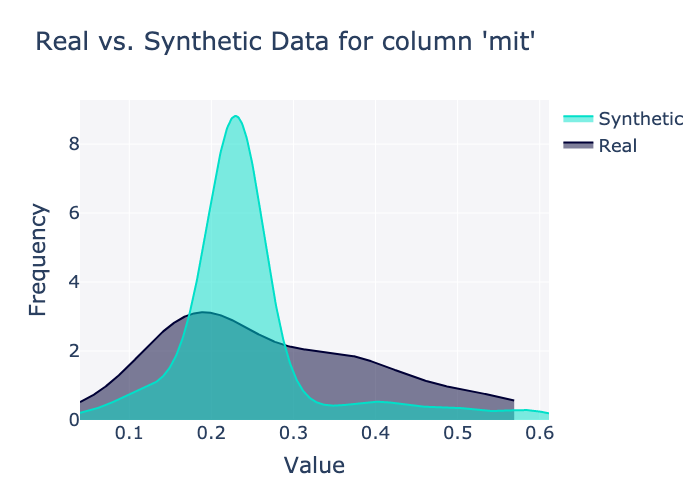 Real vs. Synthetic Data for column 'mit'
Synthetic
Real
Frequency
8
6
4
2
0
0.1 0.2 0.3 0.4 0.5 0.6
Value